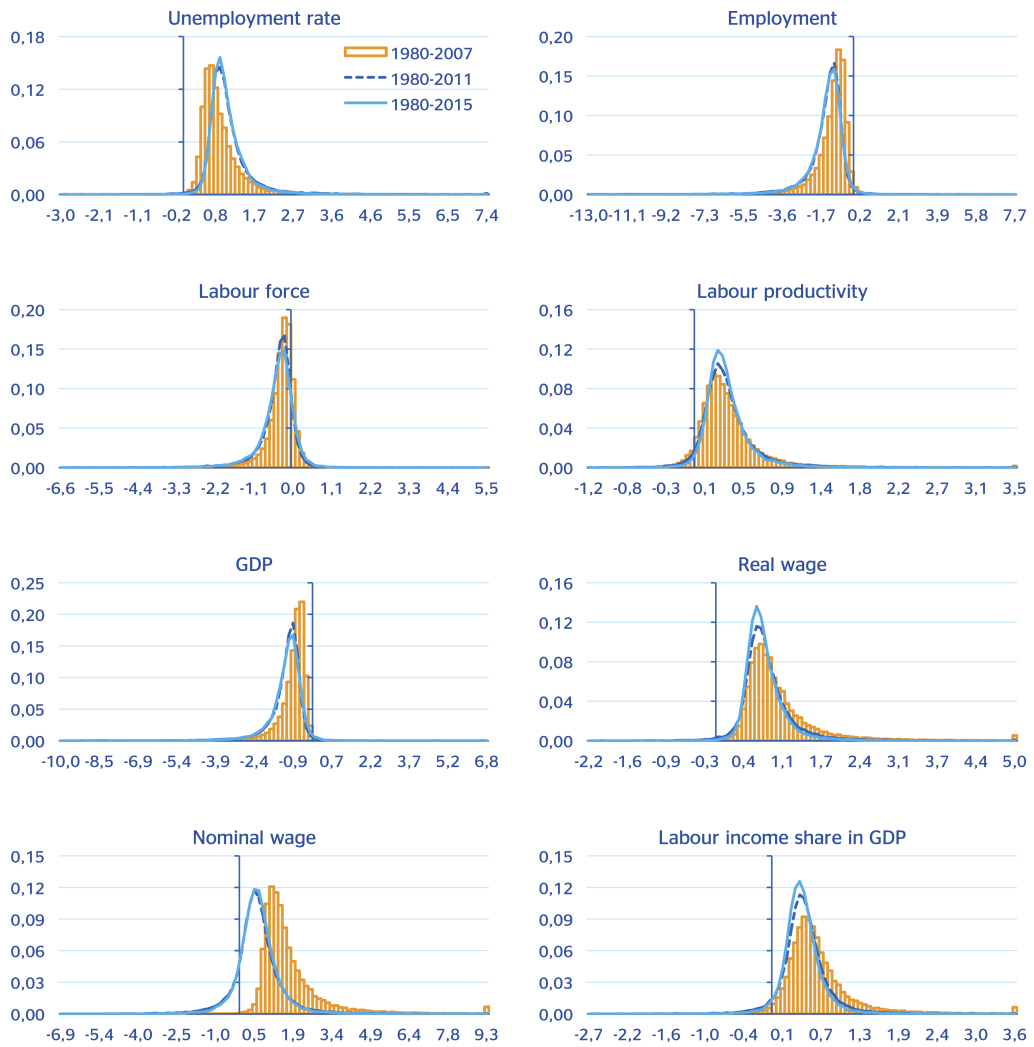 Unemployment rate
0,18
0,12
0,06
0,00
-3,0 -2,1 -1,1 -0,2 0,8 1,7 2,7 3,6 4,6 5,5 6,5 7,4
1980-2007
1980-2011
1980-2015
Employment
0,20
0,15
0,10
0,05
0,00
-13,0 -11,1 -9,2 -7,3 -5,5 -3,6 -1,7 0,2 2,1 3,9 5,8 7,7
Labour force
0,20
0,15
0,10
0,05
0,00
-6,6 -5,5 -4,4 -3,3 -2,2 -1,1 0,0 1,1 2,2 3,3 4,4 5,5
Labour productivity
0,16
0,12
0,08
0,04
0,00
-1,2 -0,8 -0,3 0,1 0,5 0,9 1,4 1,8 2,2 2,7 3,1 3,5
GDP
0,25
0,20
0,15
0,10
0,05
0,00
-10,0 -8,5 -6,9 -5,4 -3,9 -2,4 -0,8 0,7 2,2 3,7 5,2 6,8
Real wage
0,16
0,12
0,08
0,04
0,00
-2,2 -1,6 -0,9 -0,3 0,4 1,1 1,7 2,4 3,1 3,7 4,4 5,0
Nominal wage
0,15
0,12
0,09
0,06
0,03
0,00
-6,9 -5,4 -4,0 -2,5 -1,0 0,5 1,9 3,4 4,9 6,4 7,8 9,3
Labour income share in GDP
0,15
0,12
0,09
0,06
0,03
0,00
-2,7 -2,2 -1,6 -1,0 -0,4 0,1 0,7 1,3 1,9 2,4 3,0 3,6